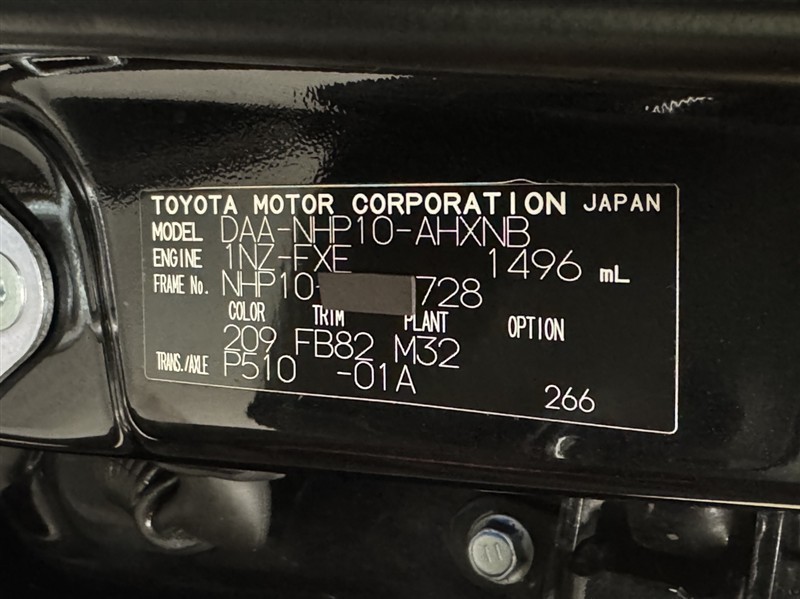 TOYOTA MOTOR CORPORATION JAPAN
MODEL DAA-NHP10-AHXNB
ENGINE 1NZ-FXE 1496 mL
FRAME No. NHP10- 728
COLOR TRIM PLANT OPTION
209 FB82 M32
TRANS./AXLE P510 -01A
266